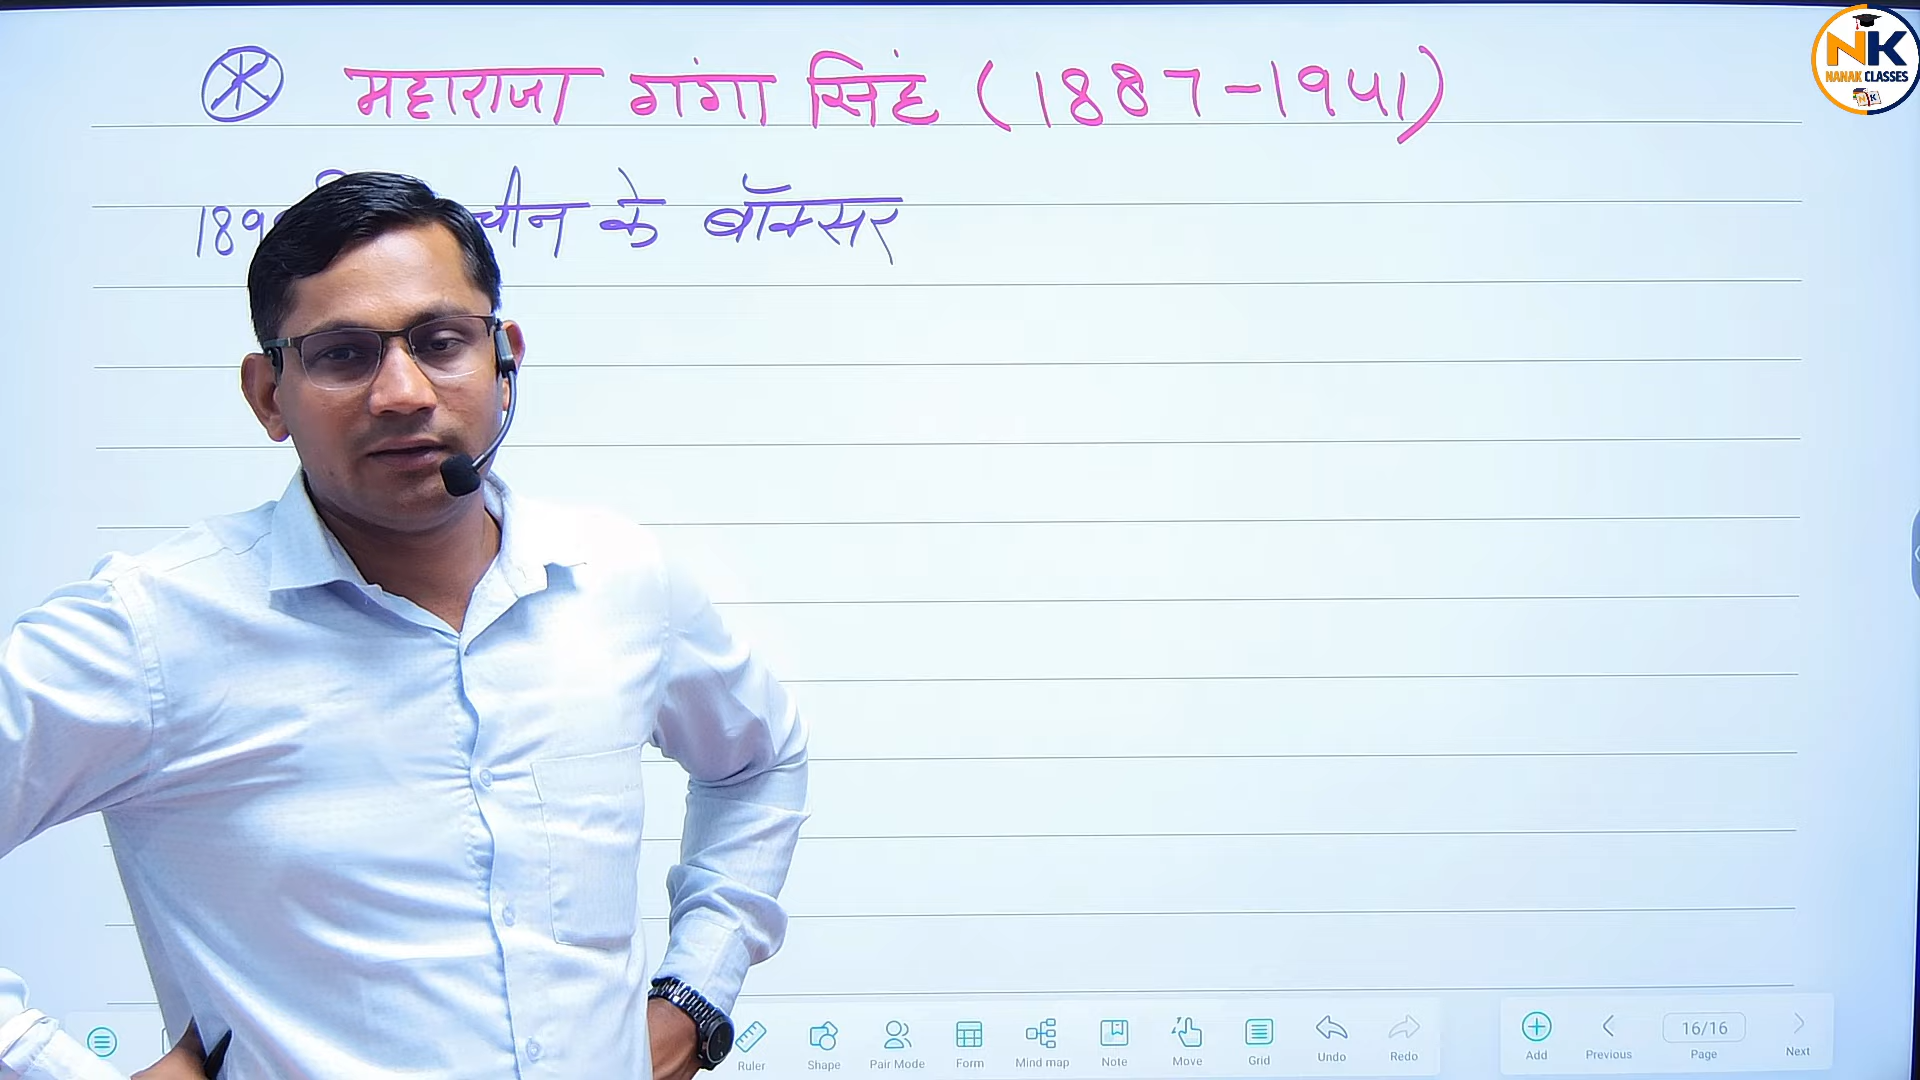 महाराजा गंगा सिंह (1887-1941)
चीन के बॉक्सर
NK
NANAK CLASSES
Ruler
Shape
Pair Mode
Form
Mind map
Note
Move
Grid
Undo
Redo
Add
Previous
16/16
Page
Next